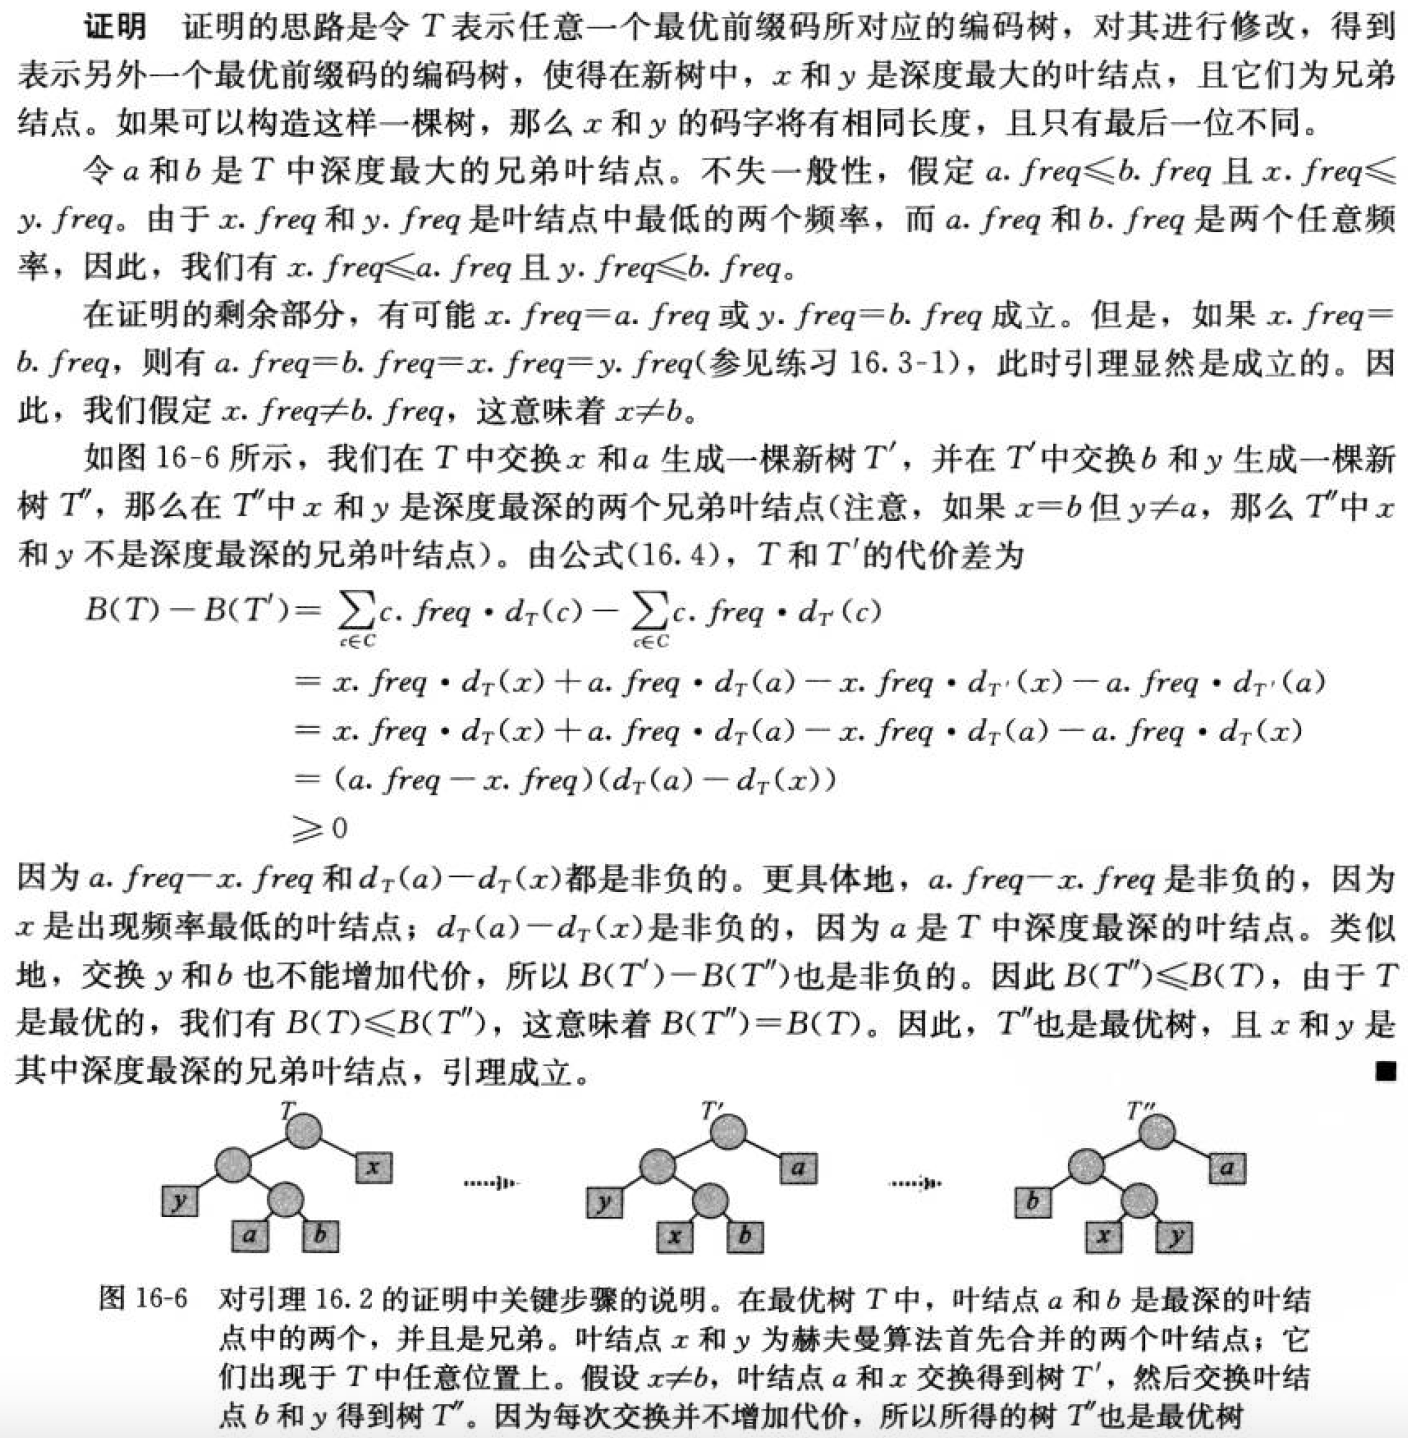 证明 证明的思路是令 T 表示任意一个最优前缀码所对应的编码树，对其进行修改，得到
表示另外一个最优前缀码的编码树，使得在新树中，x 和 y 是深度最大的叶结点，且它们为兄弟
结点。如果可以构造这样一棵树，那么 x 和 y 的码字将有相同长度，且只有最后一位不同。
令 a 和 b 是 T 中深度最大的兄弟叶结点。不失一般性，假定 a. freq≤b. freq 且 x. freq≤
y. freq。由于 x. freq 和 y. freq 是叶结点中最低的两个频率，而 a. freq 和 b. freq 是两个任意频
率，因此，我们有 x. freq≤a. freq 且 y. freq≤b. freq。
在证明的剩余部分，有可能 x. freq=a. freq 或 y. freq=b. freq 成立。但是，如果 x. freq=
b. freq，则有 a. freq=b. freq=x. freq=y. freq(参见练习 16.3-1)，此时引理显然是成立的。因
此，我们假定 x. freq≠b. freq，这意味着 x≠b。
如图 16-6 所示，我们在 T 中交换 x 和 a 生成一棵新树 T′，并在 T′中交换 b 和 y 生成一棵新
树 T″，那么在 T″中 x 和 y 是深度最深的两个兄弟叶结点(注意，如果 x=b 但 y≠a，那么 T″中 x
和 y 不是深度最深的兄弟叶结点)。由公式(16.4)，T 和 T′的代价差为
B(T)－B(T′)= ∑c. freq • d_T(c)－∑c. freq • d_T′(c)
c∈C c∈C
= x. freq • d_T(x)＋a. freq • d_T(a)－x. freq • d_T′(x)－a. freq • d_T′(a)
= x. freq • d_T(x)＋a. freq • d_T(a)－x. freq • d_T(a)－a. freq • d_T(x)
= (a. freq－x. freq)(d_T(a)－d_T(x))
≥0
因为 a. freq－x. freq 和 d_T(a)－d_T(x)都是非负的。更具体地，a. freq－x. freq 是非负的，因为
x 是出现频率最低的叶结点；d_T(a)－d_T(x)是非负的，因为 a 是 T 中深度最深的叶结点。类似
地，交换 y 和 b 也不能增加代价，所以 B(T′)－B(T″)也是非负的。因此 B(T″)≤B(T)，由于 T
是最优的，我们有 B(T)≤B(T″)，这意味着 B(T″)=B(T)。因此，T″也是最优树，且 x 和 y 是
其中深度最深的兄弟叶结点，引理成立。 ■
T T′ T″
x a a
y y b
a b x b x y
图 16-6 对引理 16.2 的证明中关键步骤的说明。在最优树 T 中，叶结点 a 和 b 是最深的叶结
点中的两个，并且是兄弟。叶结点 x 和 y 为赫夫曼算法首先合并的两个叶结点；它
们出现于 T 中任意位置上。假设 x≠b，叶结点 a 和 x 交换得到树 T′，然后交换叶结
点 b 和 y 得到树 T″。因为每次交换并不增加代价，所以所得的树 T″也是最优树